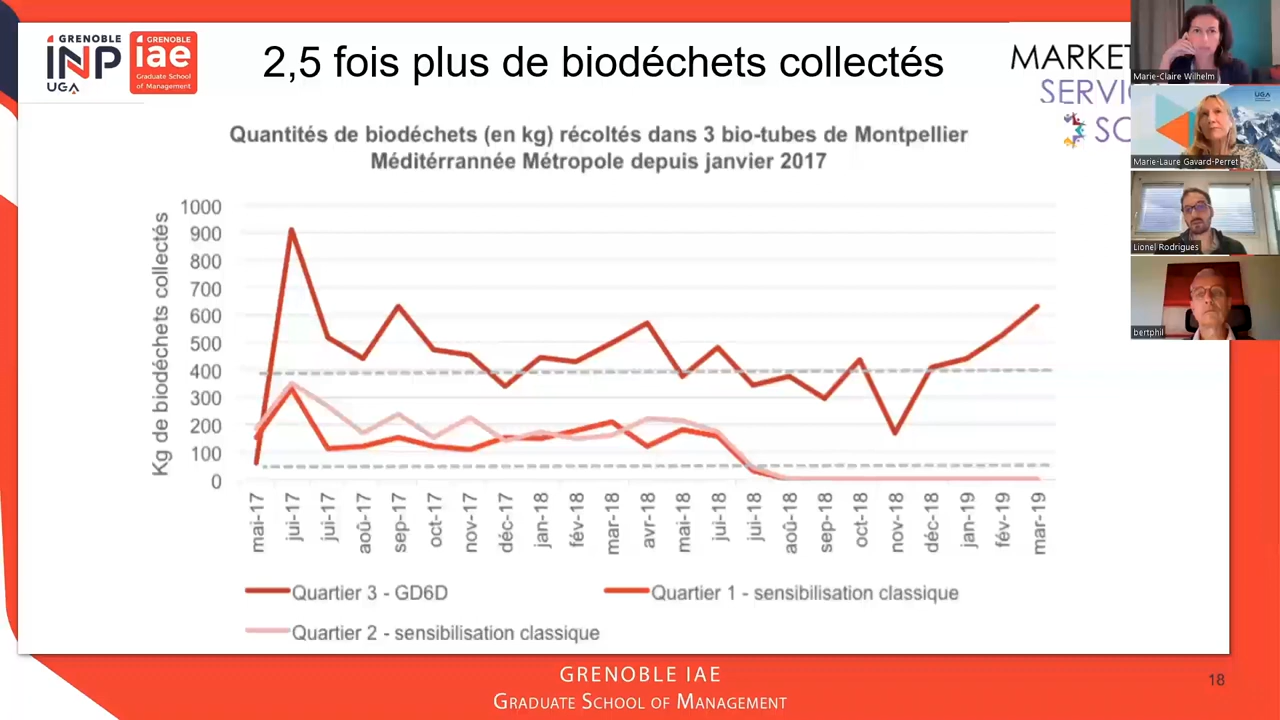 GRENOBLE
INP
UGA
GRENOBLE
iae
Graduate School
of Management
2,5 fois plus de biodéchets collectés
MARKET
SERVI
SO
Quantités de biodéchets (en kg) récoltés dans 3 bio-tubes de Montpellier
Méditérrannée Métropole depuis janvier 2017
Kg de biodéchets collectés
1000
900
800
700
600
500
400
300
200
100
0
mai-17
jui-17
jui-17
aoû-17
sep-17
oct-17
nov-17
déc-17
jan-18
fév-18
mar-18
avr-18
mai-18
jui-18
jui-18
aoû-18
sep-18
oct-18
nov-18
déc-18
jan-19
fév-19
mar-19
Quartier 3 - GD6D
Quartier 1 - sensibilisation classique
Quartier 2 - sensibilisation classique
GRENOBLE IAE
GRADUATE SCHOOL OF MANAGEMENT
18
Marie-Claire Wilhelm
UGA
Marie-Laure Gavard-Perret
Lionel Rodrigues
bertphil